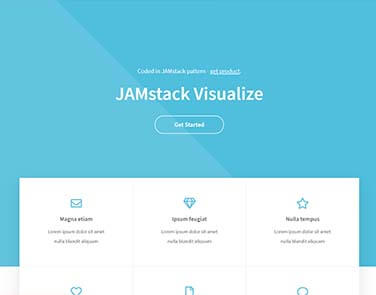 Coded in JAMstack pattern - get product.
JAMstack Visualize
Get Started
Magna etiam
Ipsum feugiat
Nulla tempus
Lorem ipsum dolor sit amet
Lorem ipsum dolor sit amet
Lorem ipsum dolor sit amet
nulla blandit aliquam
nulla blandit aliquam
nulla blandit aliquam